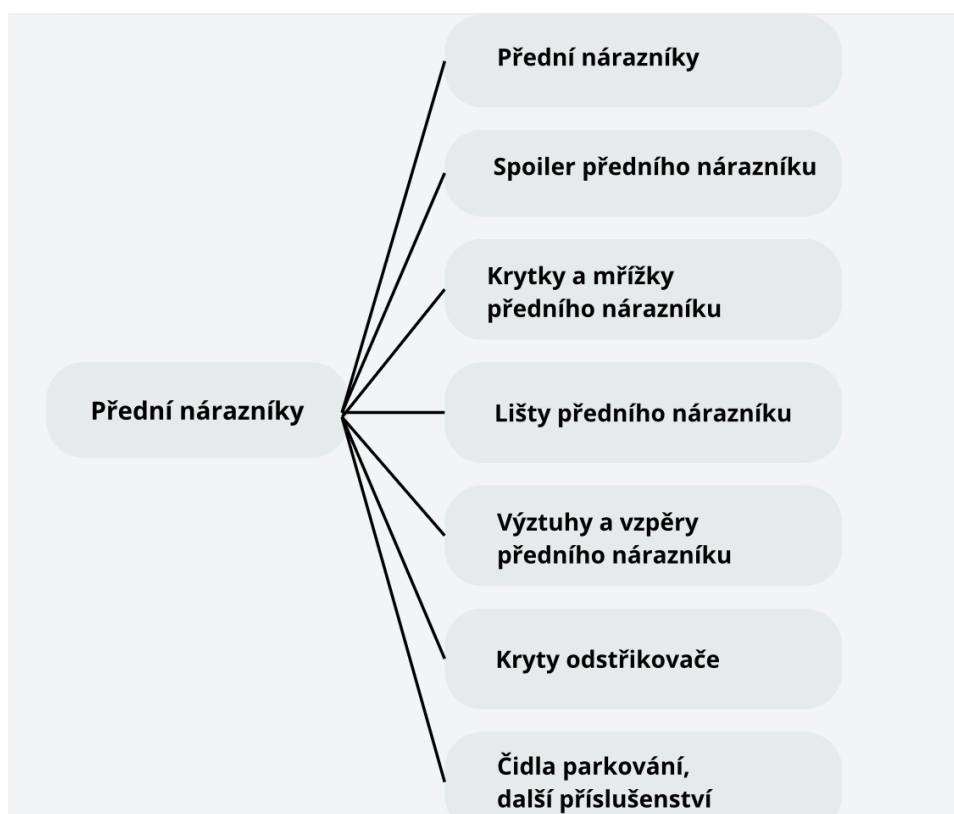 Přední nárazníky
Přední nárazníky
Spoiler předního nárazníku
Krytky a mřížky
předního nárazníku
Lišty předního nárazníku
Výztuhy a vzpěry
předního nárazníku
Kryty odstřikovače
Čidla parkování,
další příslušenství